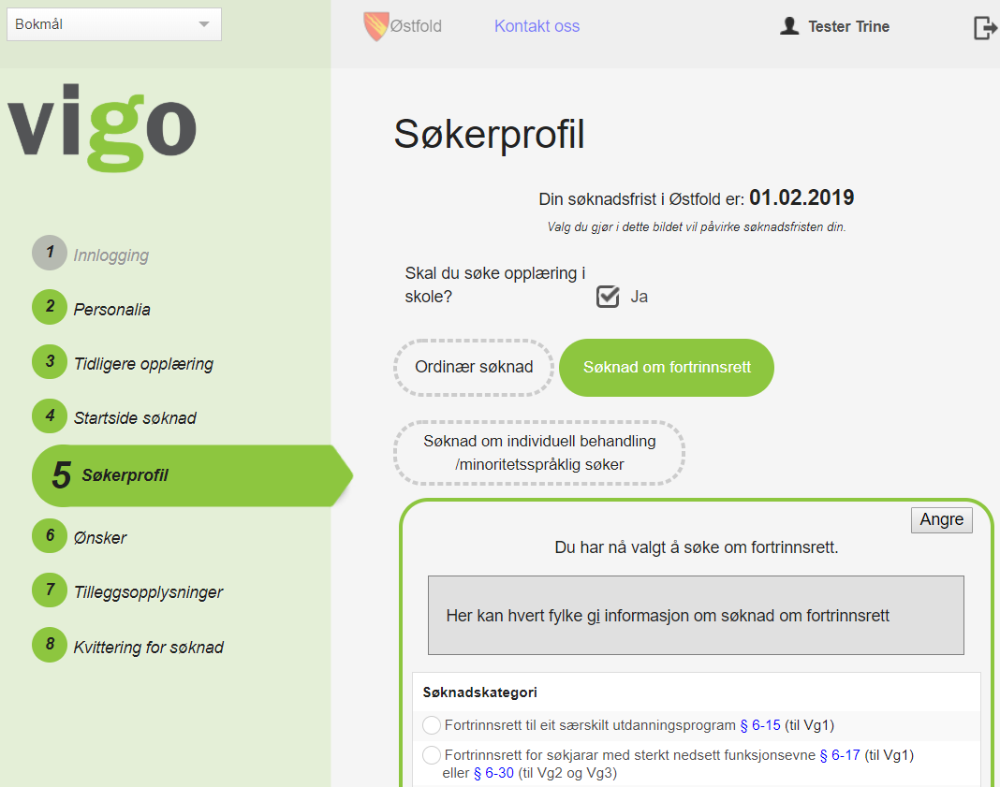 Bokmål
Østfold
Kontakt oss
Tester Trine
vigo
1 Innlogging
2 Personalia
3 Tidligere opplæring
4 Startside søknad
5 Søkerprofil
6 Ønsker
7 Tilleggsopplysninger
8 Kvittering for søknad
Søkerprofil
Din søknadsfrist i Østfold er: 01.02.2019
Valg du gjør i dette bildet vil påvirke søknadsfristen din.
Skal du søke opplæring i
skole?
Ja
Ordinær søknad
Søknad om fortrinnsrett
Søknad om individuell behandling
/minoritetsspråklig søker
Angre
Du har nå valgt å søke om fortrinnsrett.
Her kan hvert fylke gi informasjon om søknad om fortrinnsrett
Søknadskategori
Fortrinnsrett til eit særskilt utdanningsprogram § 6-15 (til Vg1)
Fortrinnsrett for søkjarar med sterkt nedsett funksjonsevne § 6-17 (til Vg1)
eller § 6-30 (til Vg2 og Vg3)